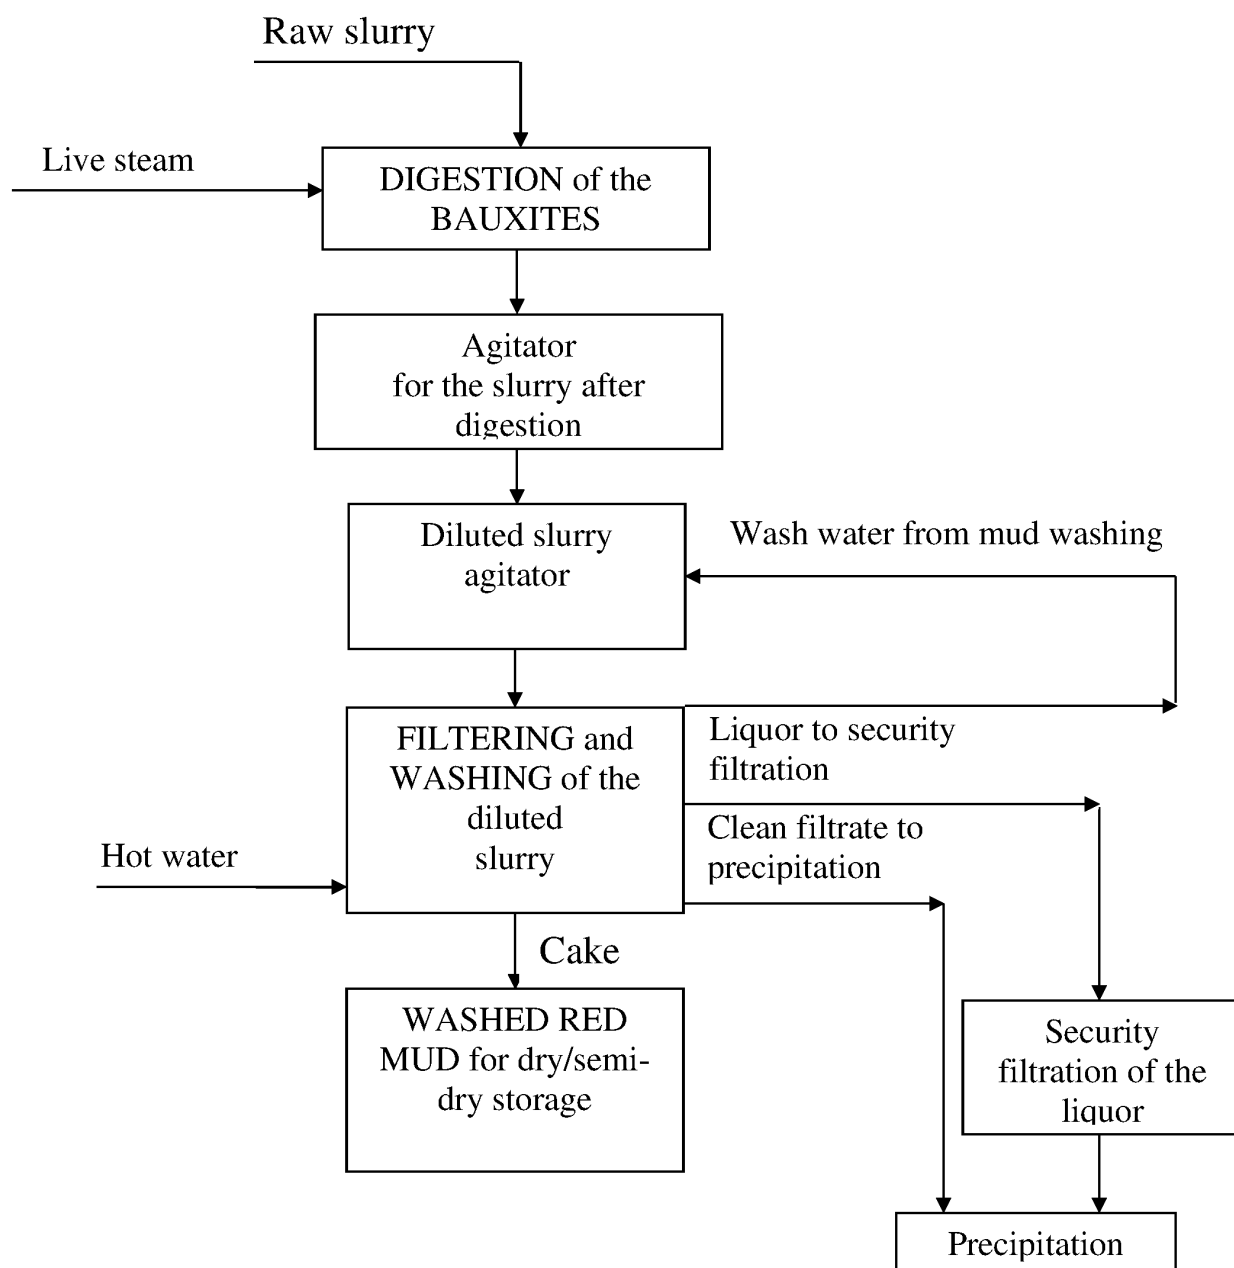 Raw slurry
Live steam
DIGESTION of the
BAUXITES
Agitator
for the slurry after
digestion
Diluted slurry
agitator
Wash water from mud washing
FILTERING and
WASHING of the
diluted
slurry
Liquor to security
filtration
Clean filtrate to
precipitation
Hot water
Cake
WASHED RED
MUD for dry/semi-
dry storage
Security
filtration of the
liquor
Precipitation